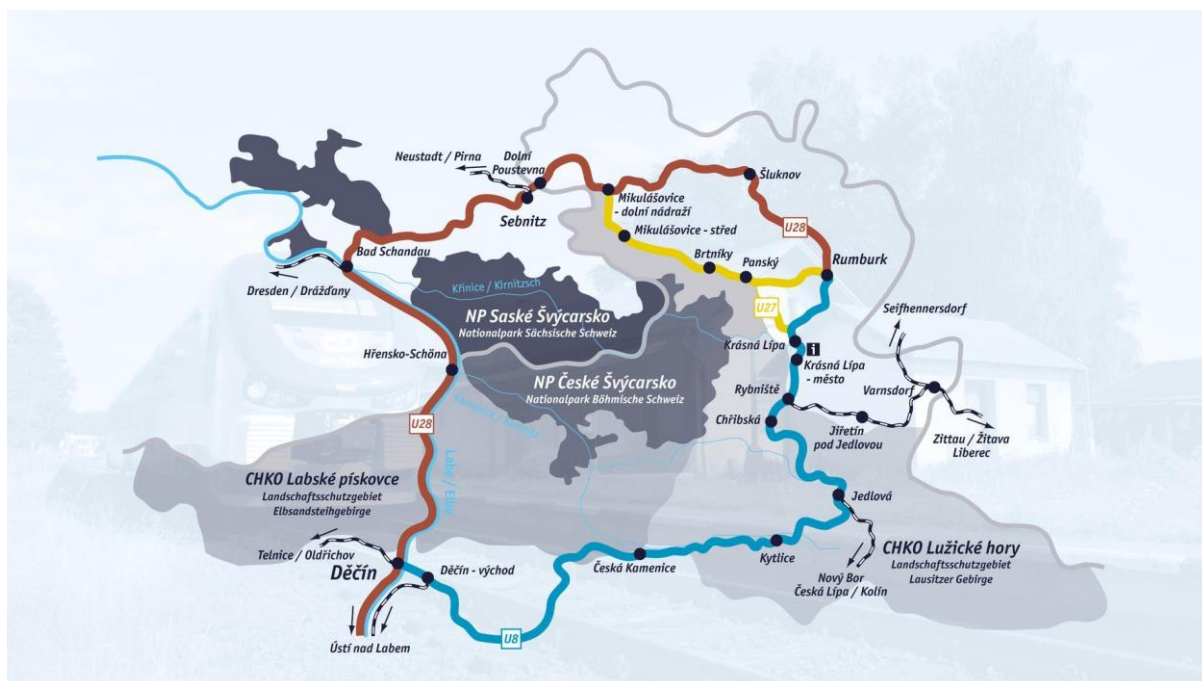 Neustadt / Pirna
Dolní
Poustevna
Sebnitz
Mikulášovice
- dolní nádraží
Šluknov
U28
Mikulášovice - střed
Brtníky
Panský
Rumburk
Bad Schandau
Dresden / Drážďany
Křinice / Kirnitzsch
NP Saské Švýcarsko
Nationalpark Sächsische Schweiz
U27
Seifhennersdorf
Krásná Lípa
i
Krásná Lípa
- město
Hřensko-Schöna
NP České Švýcarsko
Nationalpark Böhmische Schweiz
Rybniště
Varnsdorf
Chřibská
Jiřetín
pod Jedlovou
Zittau / Žitava
Liberec
U28
Labe / Elbe
CHKO Labské pískovce
Landschaftsschutzgebiet
Elbsandsteihgebirge
Jedlová
Telnice / Oldřichov
Děčín
Děčín - východ
Česká Kamenice
Kytlice
CHKO Lužické hory
Landschaftsschutzgebiet
Lausitzer Gebirge
Nový Bor
Česká Lípa / Kolín
U8
Ústí nad Labem